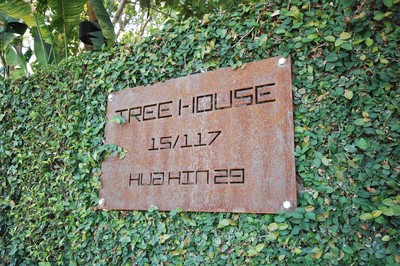 TREE HOUSE
15/117
HUA HIN 29